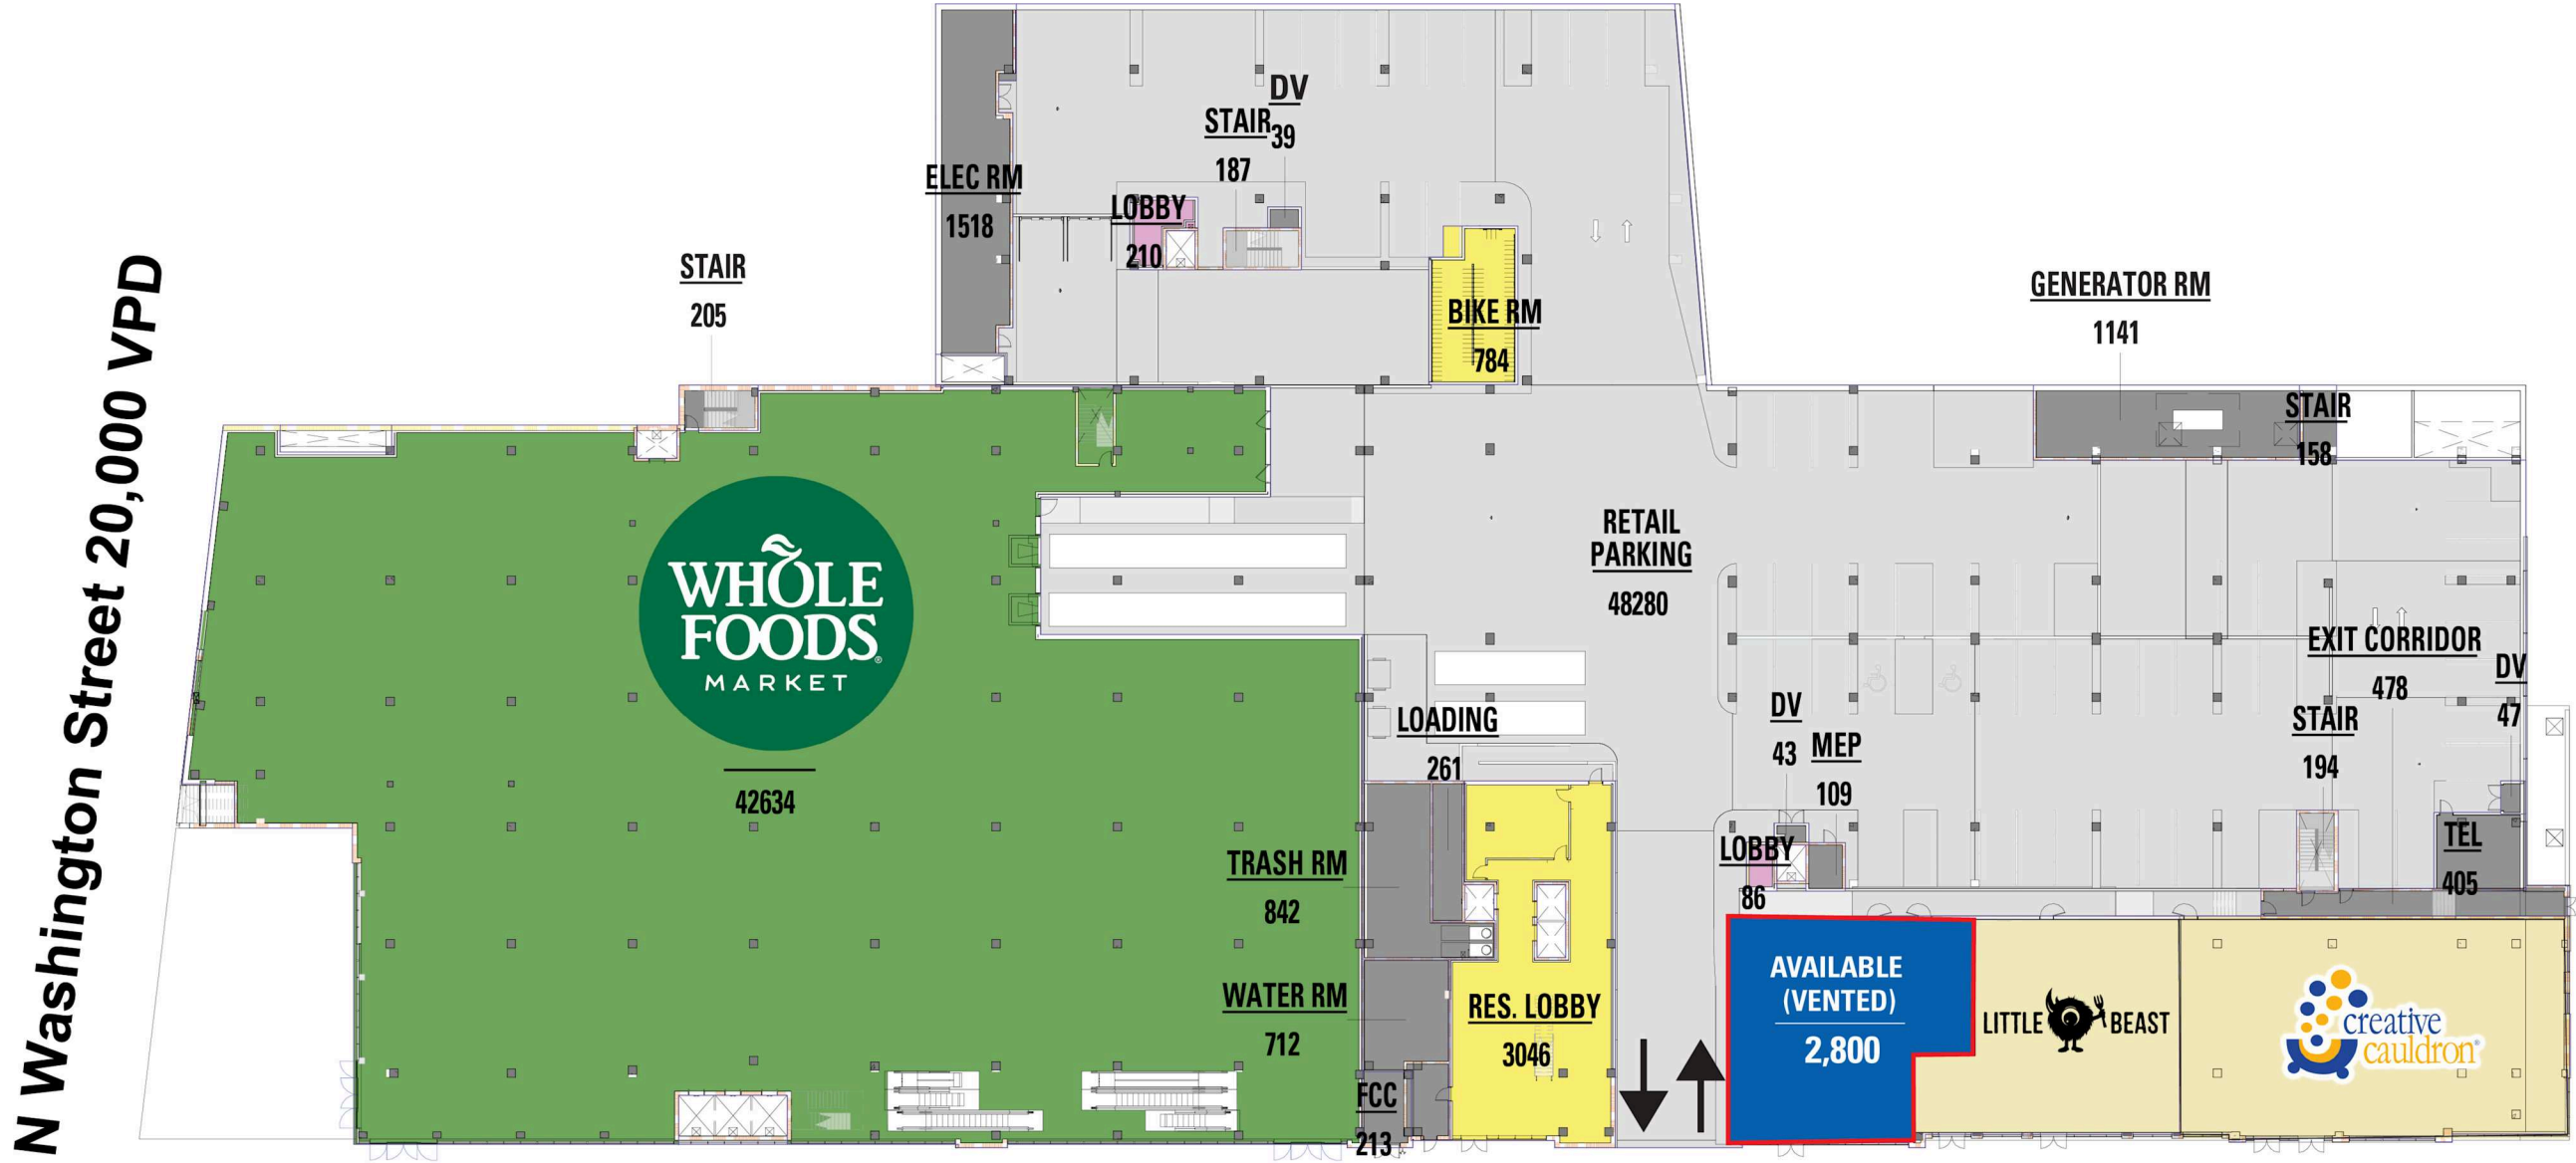 N Washington Street 20,000 VPD
STAIR
205
ELEC RM
1518
DV
39
STAIR
187
LOBBY
210
BIKE RM
784
GENERATOR RM
1141
STAIR
158
WHOLE
FOODS
MARKET
42634
RETAIL
PARKING
48280
EXIT CORRIDOR
478
DV
47
STAIR
194
LOADING
261
DV
43
MEP
109
LOBBY
86
TEL
405
TRASH RM
842
WATER RM
712
RES. LOBBY
3046
FCC
213
AVAILABLE
(VENTED)
2,800
LITTLE BEAST
creative
cauldron